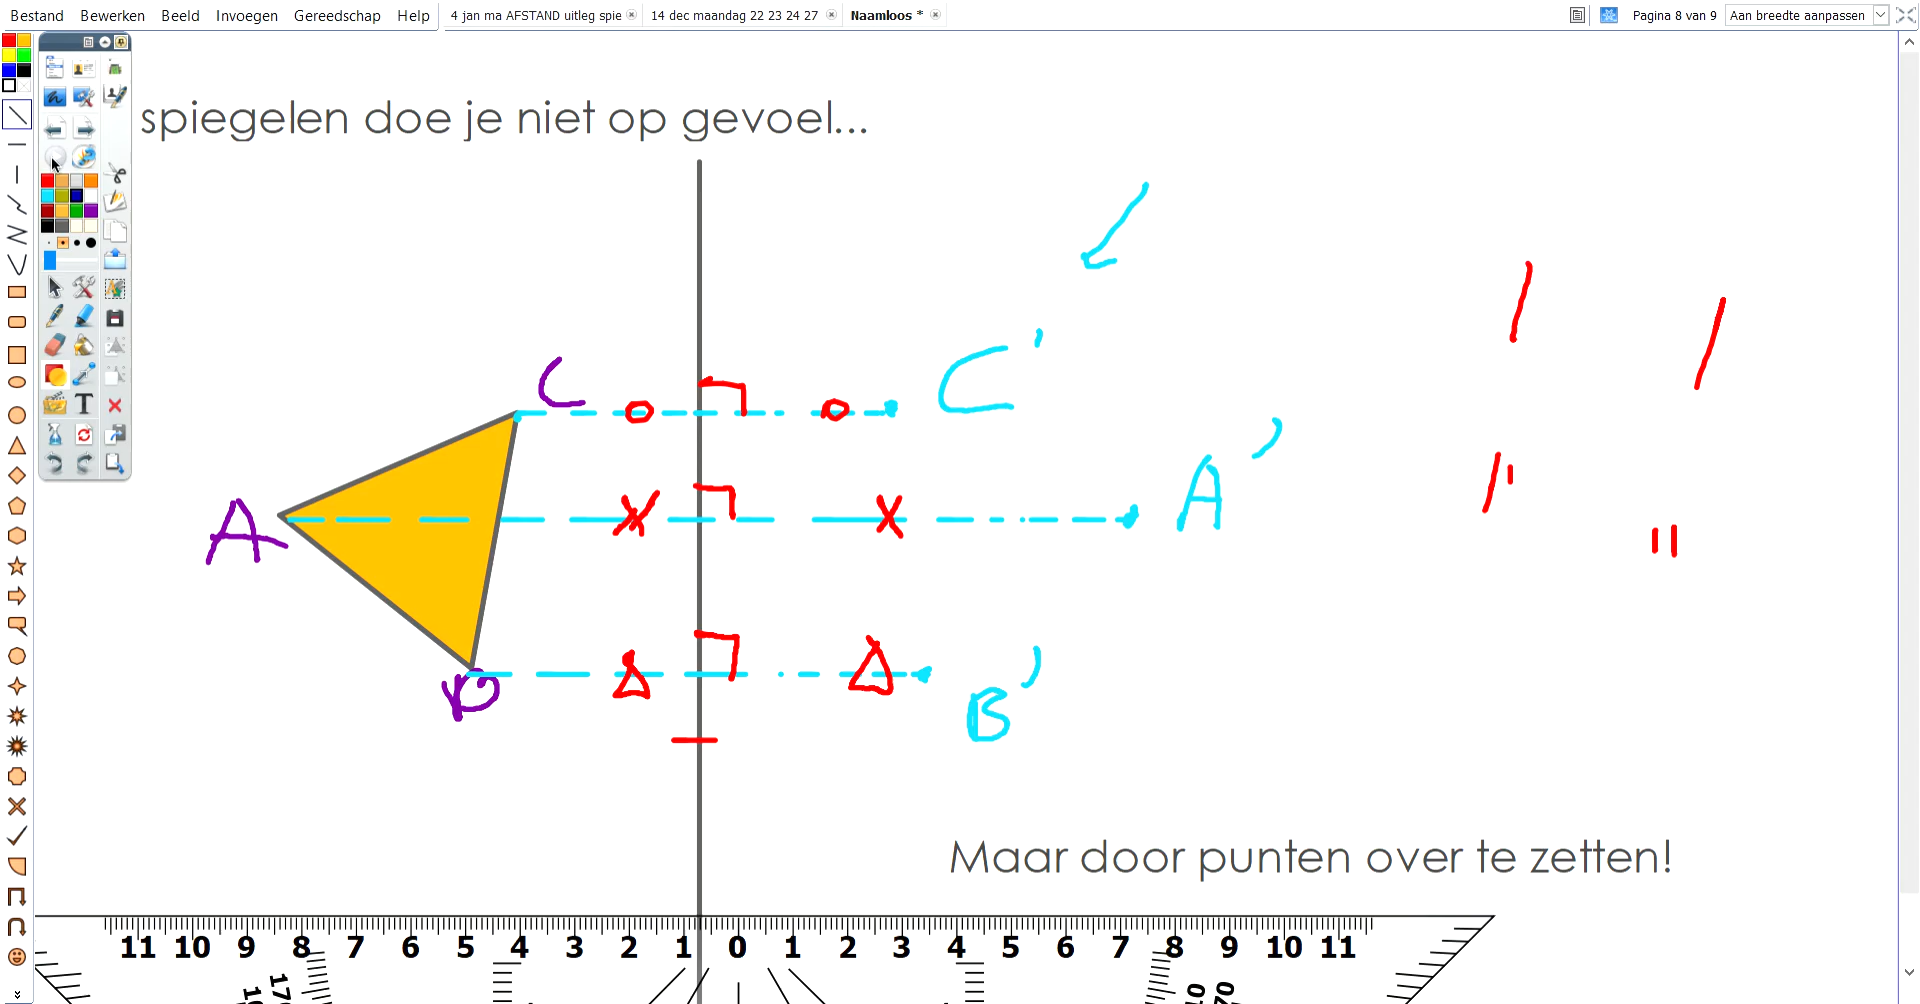 Bestand Bewerken Beeld Invoegen Gereedschap Help 4 jan ma AFSTAND uitleg spie 14 dec maandag 22 23 24 27 Naamloos * Pagina 8 van 9 Aan breedte aanpassen
spiegelen doe je niet op gevoel...
C C'
A A'
B B'
Maar door punten over te zetten!
11 10 9 8 7 6 5 4 3 2 1 0 1 2 3 4 5 6 7 8 9 10 11